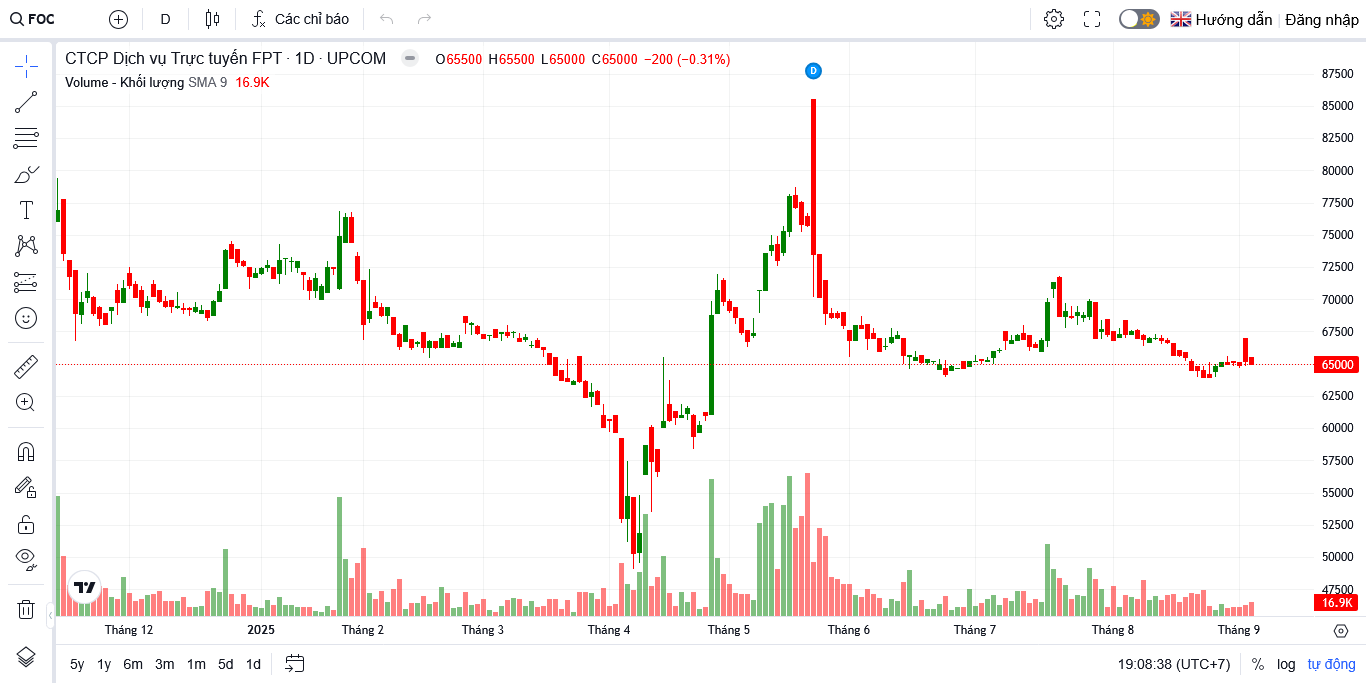 FOC D Các chỉ báo Hướng dẫn Đăng nhập
CTCP Dịch vụ Trực tuyến FPT · 1D · UPCOM O65500 H65500 L65000 C65000 −200 (−0.31%)
Volume - Khối lượng SMA 9 16.9K
D
87500
85000
82500
80000
77500
75000
72500
70000
67500
65000
62500
60000
57500
55000
52500
50000
47500
16.9K
Tháng 12 2025 Tháng 2 Tháng 3 Tháng 4 Tháng 5 Tháng 6 Tháng 7 Tháng 8 Tháng 9
5y 1y 6m 3m 1m 5d 1d 19:08:38 (UTC+7) % log tự động